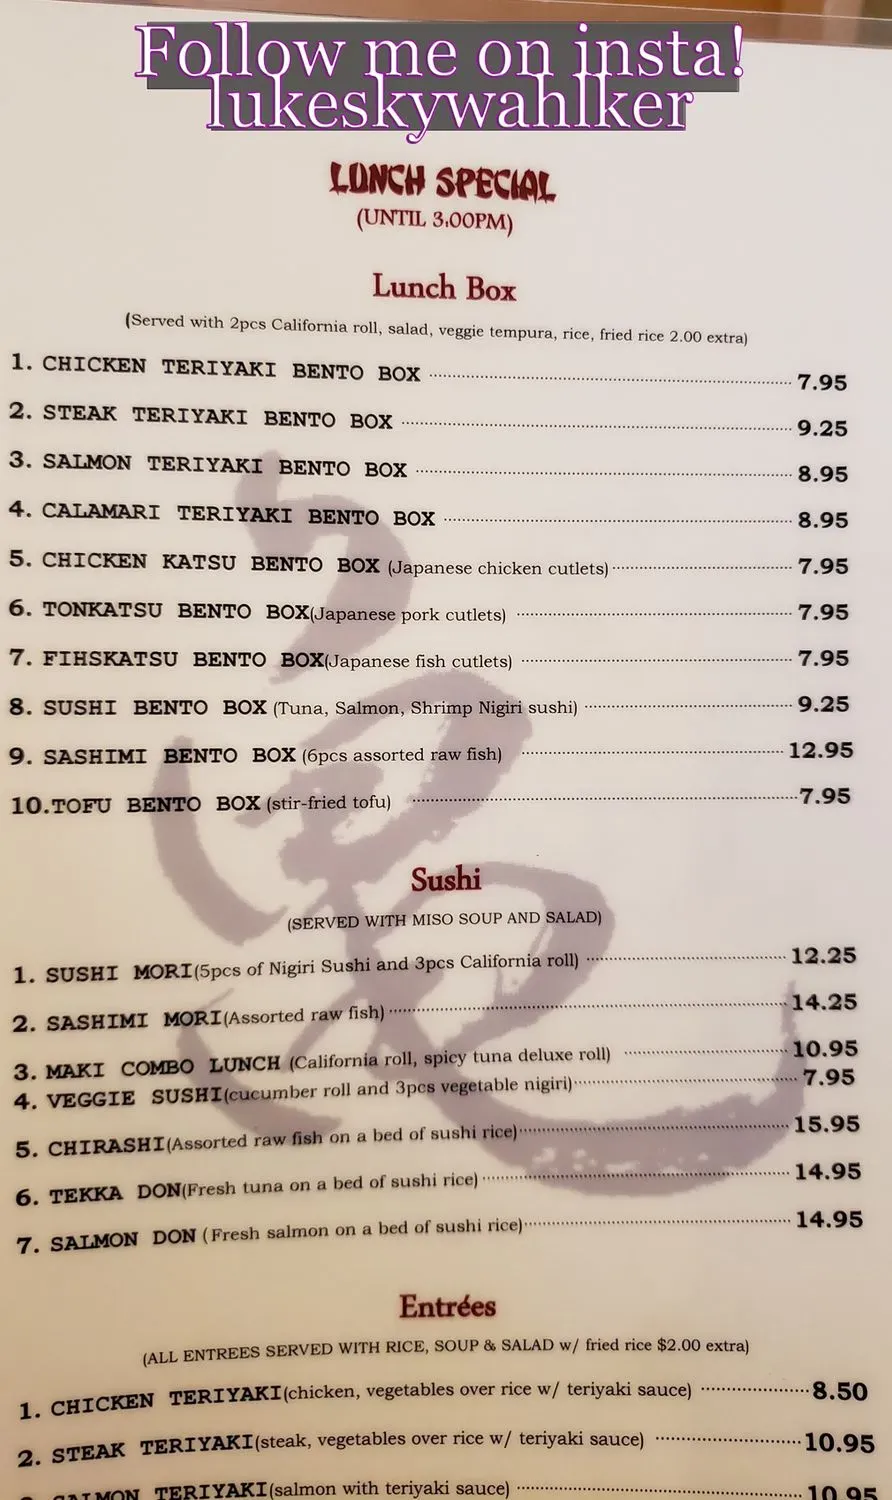 Follow me on insta!
lukeskywahlker
LUNCH SPECIAL
(UNTIL 3:00PM)
Lunch Box
(Served with 2pcs California roll, salad, veggie tempura, rice, fried rice 2.00 extra)
1. CHICKEN TERIYAKI BENTO BOX 7.95
2. STEAK TERIYAKI BENTO BOX 9.25
3. SALMON TERIYAKI BENTO BOX 8.95
4. CALAMARI TERIYAKI BENTO BOX 8.95
5. CHICKEN KATSU BENTO BOX (Japanese chicken cutlets) 7.95
6. TONKATSU BENTO BOX(Japanese pork cutlets) 7.95
7. FIHSKATSU BENTO BOX(Japanese fish cutlets) 7.95
8. SUSHI BENTO BOX (Tuna, Salmon, Shrimp Nigiri sushi) 9.25
9. SASHIMI BENTO BOX (6pcs assorted raw fish) 12.95
10.TOFU BENTO BOX (stir-fried tofu) 7.95
Sushi
(SERVED WITH MISO SOUP AND SALAD)
1. SUSHI MORI(5pcs of Nigiri Sushi and 3pcs California roll) 12.25
2. SASHIMI MORI(Assorted raw fish) 14.25
3. MAKI COMBO LUNCH (California roll, spicy tuna deluxe roll) 10.95
4. VEGGIE SUSHI(cucumber roll and 3pcs vegetable nigiri) 7.95
5. CHIRASHI(Assorted raw fish on a bed of sushi rice) 15.95
6. TEKKA DON(Fresh tuna on a bed of sushi rice) 14.95
7. SALMON DON (Fresh salmon on a bed of sushi rice) 14.95
Entrées
(ALL ENTREES SERVED WITH RICE, SOUP & SALAD w/ fried rice $2.00 extra)
1. CHICKEN TERIYAKI(chicken, vegetables over rice w/ teriyaki sauce) 8.50
2. STEAK TERIYAKI(steak, vegetables over rice w/ teriyaki sauce) 10.95
SALMON TERIYAKI(salmon with teriyaki sauce) 10.95